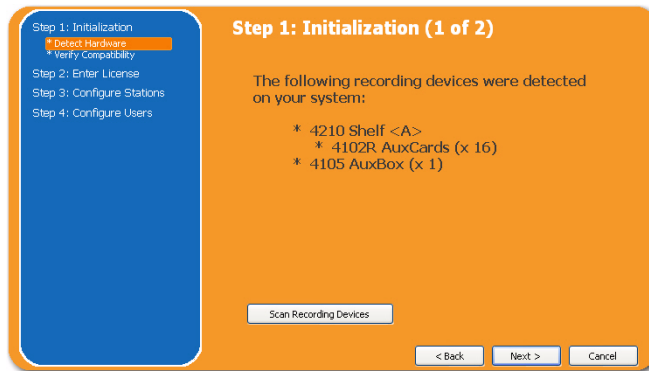 Step 1: Initialization
* Detect Hardware
* Verify Compatibility
Step 2: Enter License
Step 3: Configure Stations
Step 4: Configure Users
Step 1: Initialization (1 of 2)
The following recording devices were detected
on your system:
* 4210 Shelf <A>
* 4102R AuxCards (x 16)
* 4105 AuxBox (x 1)
Scan Recording Devices
< Back
Next >
Cancel